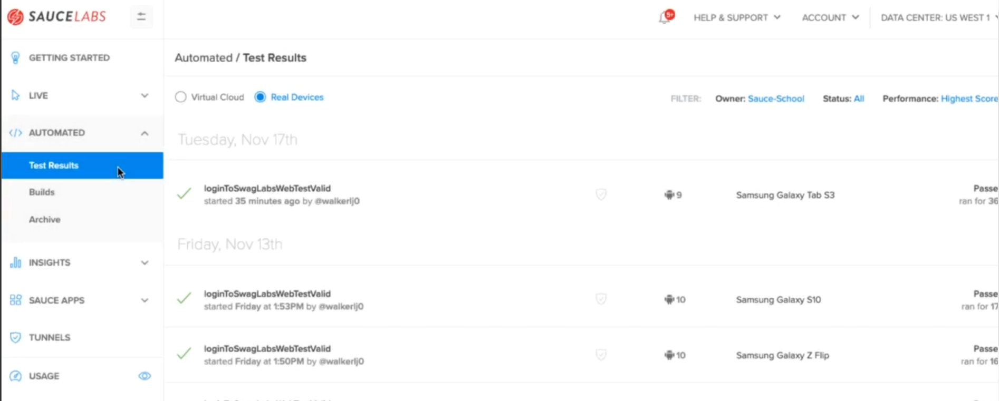 SAUCELABS
5+
HELP & SUPPORT
ACCOUNT
DATA CENTER: US WEST 1
GETTING STARTED
LIVE
AUTOMATED
Test Results
Builds
Archive
INSIGHTS
SAUCE APPS
TUNNELS
USAGE
Automated / Test Results
Virtual Cloud
Real Devices
FILTER: Owner: Sauce-School Status: All Performance: Highest Score
Tuesday, Nov 17th
loginToSwagLabsWebTestValid
started 35 minutes ago by @walkerlj0
9
Samsung Galaxy Tab S3
Passe
ran for 36
Friday, Nov 13th
loginToSwagLabsWebTestValid
started Friday at 1:53PM by @walkerlj0
10
Samsung Galaxy S10
Passe
ran for 17
loginToSwagLabsWebTestValid
started Friday at 1:50PM by @walkerlj0
10
Samsung Galaxy Z Flip
Passe
ran for 16